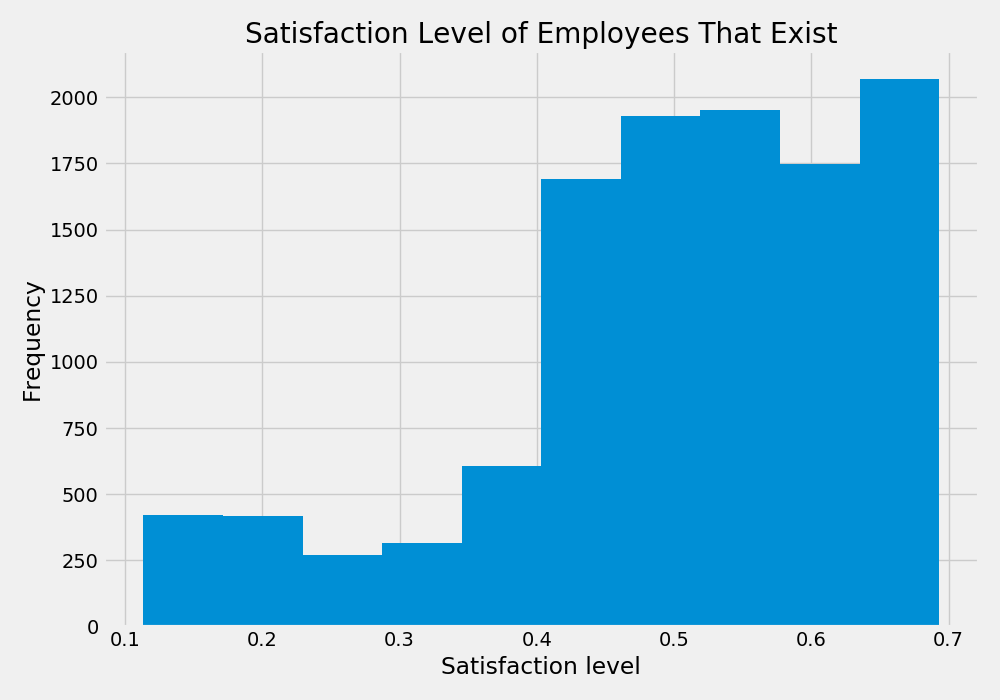 Satisfaction Level of Employees That Exist
2000
1750
1500
1250
1000
750
500
250
0
Frequency
0.1 0.2 0.3 0.4 0.5 0.6 0.7
Satisfaction level